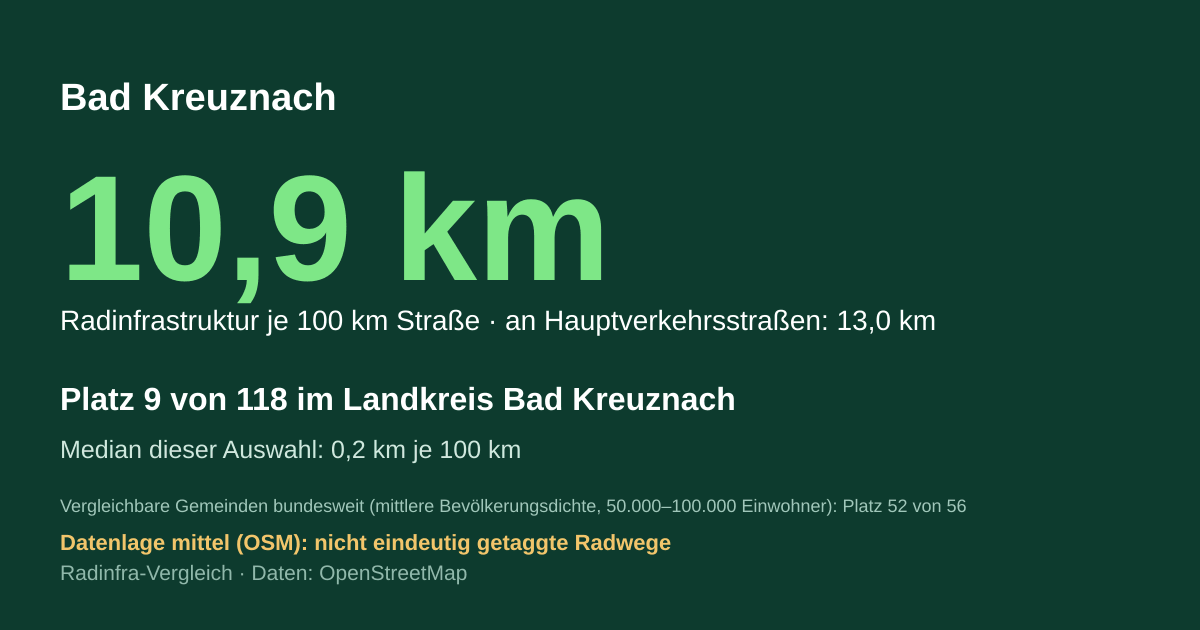 Bad Kreuznach
10,9 km
Radinfrastruktur je 100 km Straße · an Hauptverkehrsstraßen: 13,0 km
Platz 9 von 118 im Landkreis Bad Kreuznach
Median dieser Auswahl: 0,2 km je 100 km
Vergleichbare Gemeinden bundesweit (mittlere Bevölkerungsdichte, 50.000–100.000 Einwohner): Platz 52 von 56
Datenlage mittel (OSM): nicht eindeutig getaggte Radwege
Radinfra-Vergleich · Daten: OpenStreetMap